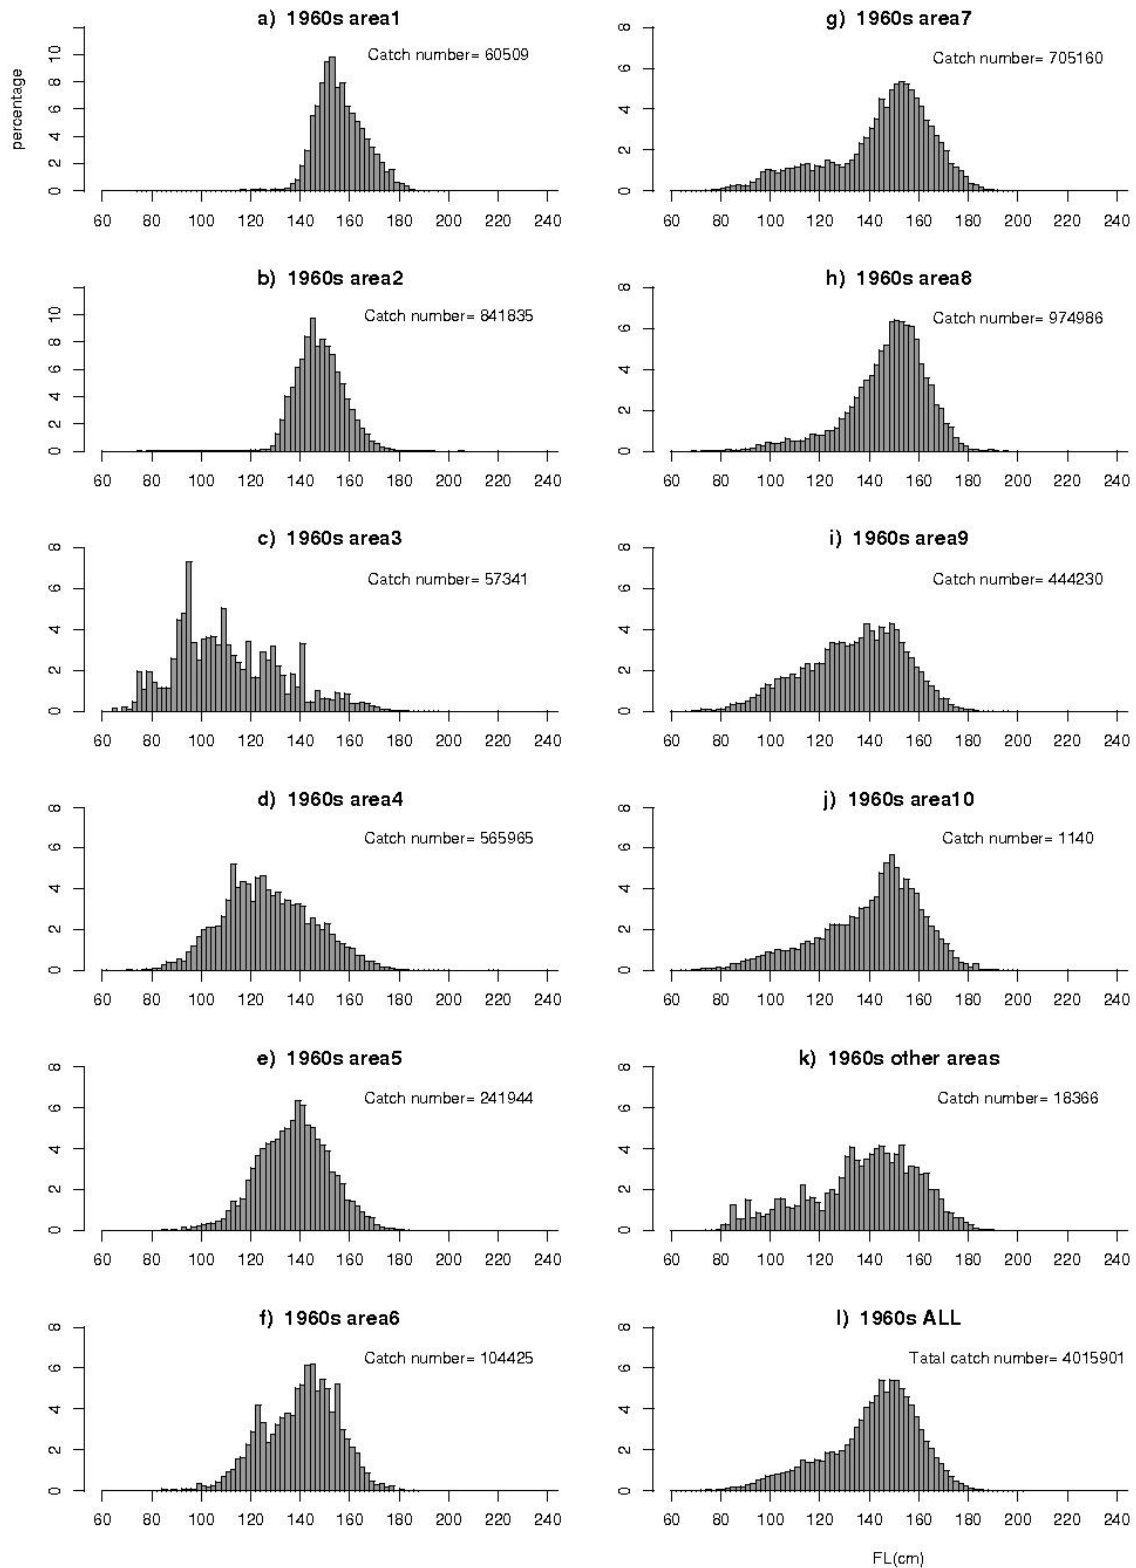 a) 1960s area1
Catch number= 60509
percentage
0 2 4 6 8 10
60 80 100 120 140 160 180 200 220 240
b) 1960s area2
Catch number= 841835
0 2 4 6 8 10
60 80 100 120 140 160 180 200 220 240
c) 1960s area3
Catch number= 57341
0 2 4 6 8
60 80 100 120 140 160 180 200 220 240
d) 1960s area4
Catch number= 565965
0 2 4 6 8
60 80 100 120 140 160 180 200 220 240
e) 1960s area5
Catch number= 241944
0 2 4 6 8
60 80 100 120 140 160 180 200 220 240
f) 1960s area6
Catch number= 104425
0 2 4 6 8
60 80 100 120 140 160 180 200 220 240
g) 1960s area7
Catch number= 705160
0 2 4 6 8
60 80 100 120 140 160 180 200 220 240
h) 1960s area8
Catch number= 974986
0 2 4 6 8
60 80 100 120 140 160 180 200 220 240
i) 1960s area9
Catch number= 444230
0 2 4 6 8
60 80 100 120 140 160 180 200 220 240
j) 1960s area10
Catch number= 1140
0 2 4 6 8
60 80 100 120 140 160 180 200 220 240
k) 1960s other areas
Catch number= 18366
0 2 4 6 8
60 80 100 120 140 160 180 200 220 240
l) 1960s ALL
Tatal catch number= 4015901
0 2 4 6 8
60 80 100 120 140 160 180 200 220 240
FL(cm)